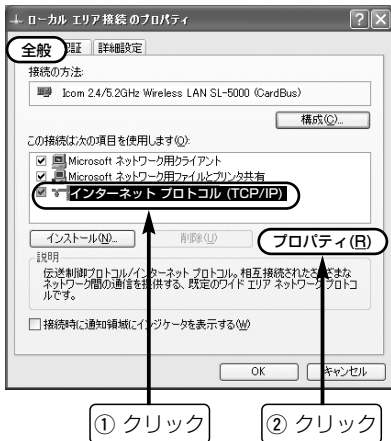 ローカル エリア接続 のプロパティ
全般 認証 詳細設定
接続の方法:
Icom 2.4/5.2GHz Wireless LAN SL-5000 (CardBus)
構成(C)...
この接続は次の項目を使用します(O):
Microsoft ネットワーク用クライアント
Microsoft ネットワーク用ファイルとプリンタ共有
インターネット プロトコル (TCP/IP)
インストール(N)... 削除(U) プロパティ(R)
説明
伝送制御プロトコル/インターネット プロトコル。相互接続されたさまざまな
ネットワーク間の通信を提供する、既定のワイド エリア ネットワーク プロトコ
ルです。
接続時に通知領域にインジケータを表示する(W)
OK キャンセル
① クリック ② クリック